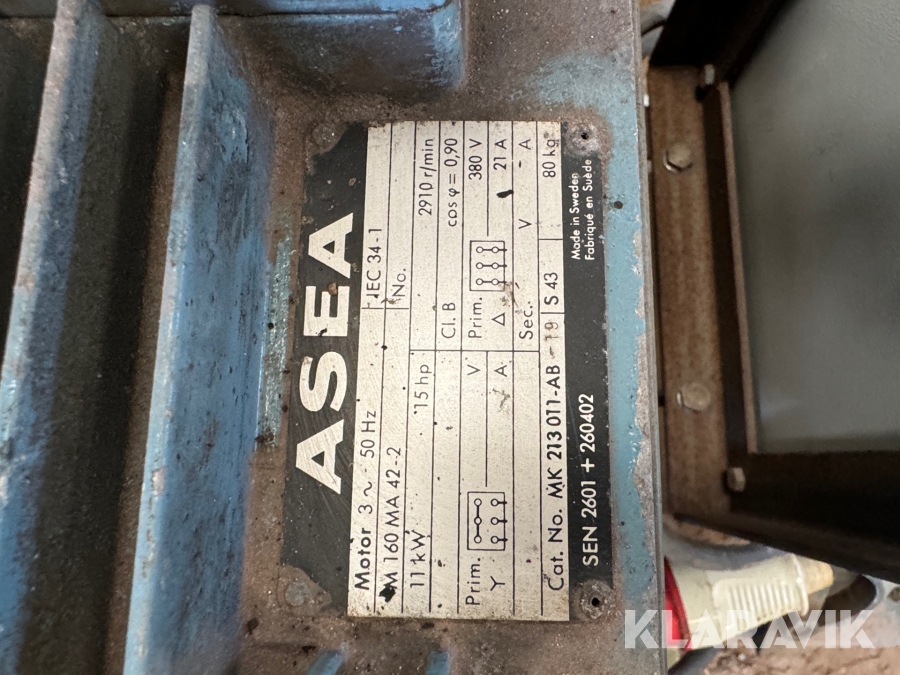 ASEA
Motor 3 ~ 50 Hz IEC 34-1
M 160 MA 42-2 No.
11 kW 15 hp 2910 r/min
Cl. B cos φ = 0,90
Prim. V Prim. 380 V
Y A Δ 21 A
Sec. V A
Cat. No. MK 213 011-AB - 19 S 43 80 kg
SEN 2601 + 260402
Made in Sweden
Fabriqué en Suède
KLARAVIK